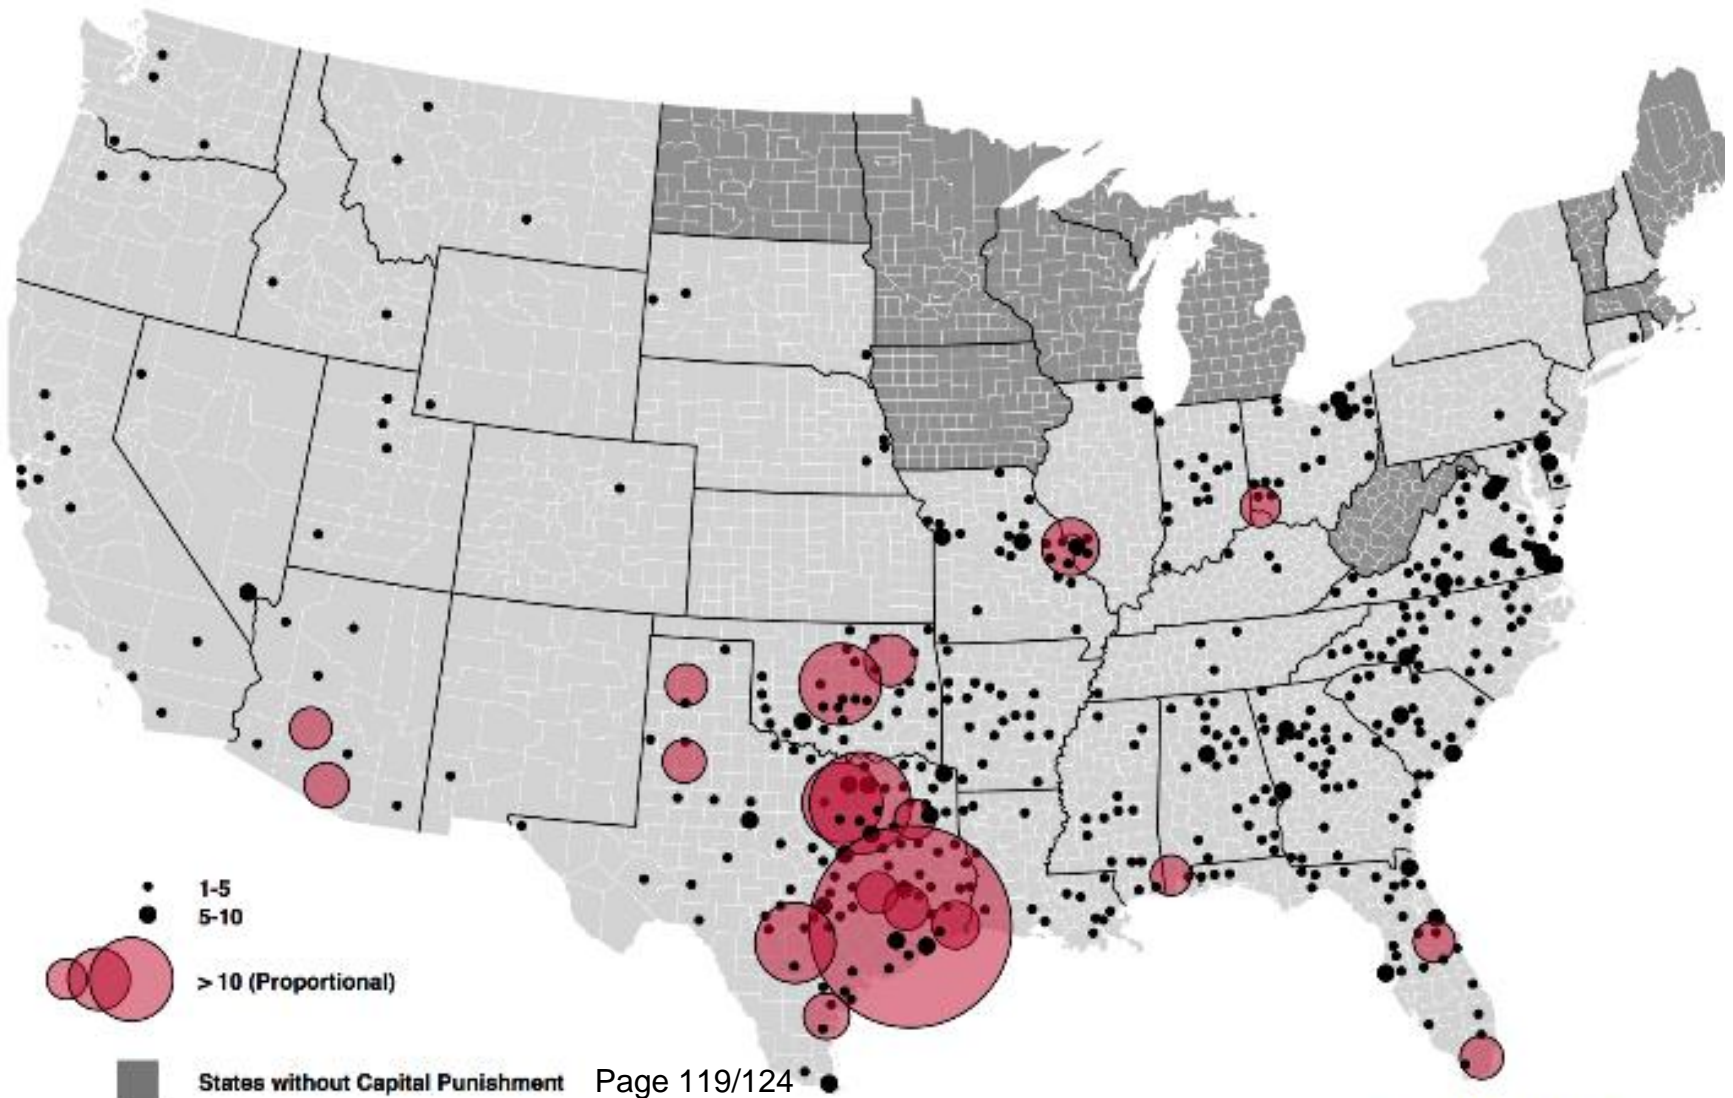 1-5
5-10
> 10 (Proportional)
States without Capital Punishment
Page 119/124